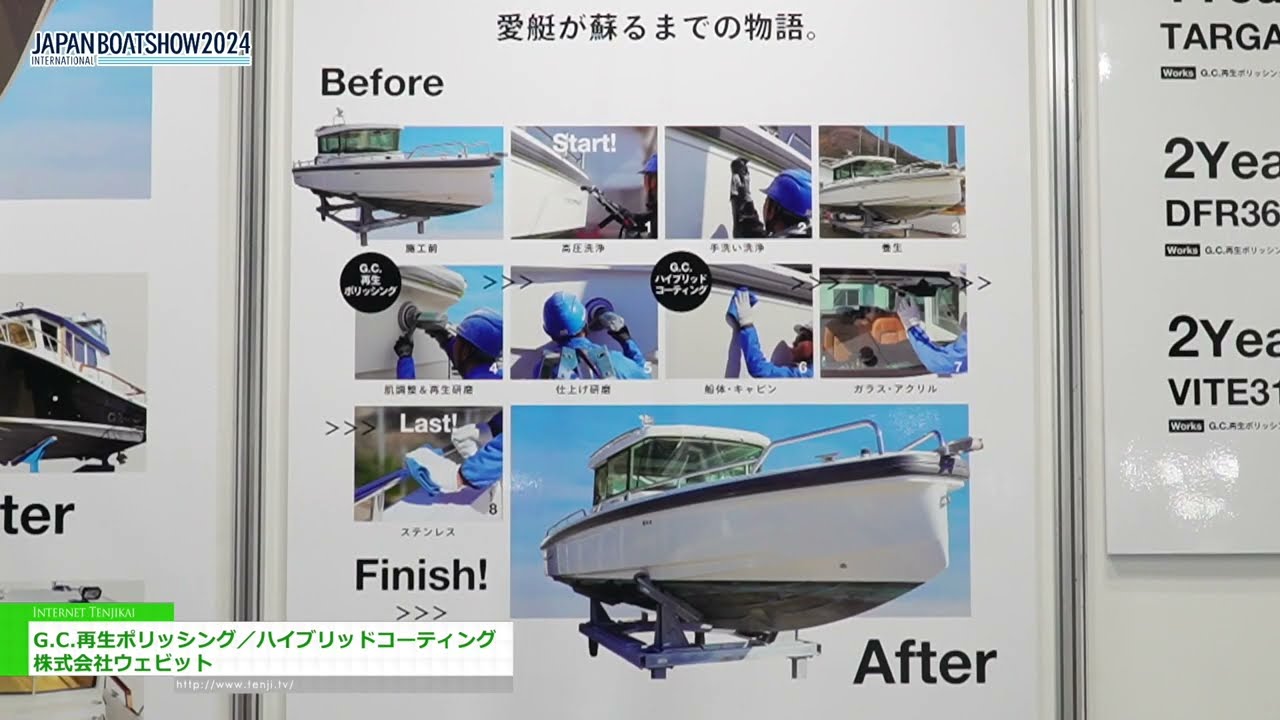 JAPAN BOATSHOW2024
INTERNATIONAL
愛艇が蘇るまでの物語。
Before
Start!
1
2
3
施工前
高圧洗浄
手洗い洗浄
養生
G.C.
再生
ポリッシング
>>>
G.C.
ハイブリッド
コーティング
>>>
>>>
4
5
6
7
肌調整&再生研磨
仕上げ研磨
船体・キャビン
ガラス・アクリル
>>>
Last!
8
ステンレス
Finish!
>>>
After
ter
TARGA
Works G.C.再生ポリッシン
2Yea
DFR36
Works G.C.再生ポリッシン
2Yea
VITE31
Works G.C.再生ポリッシン
INTERNET TENJIKAI
G.C.再生ポリッシング/ハイブリッドコーティング
株式会社ウェビット
http://www.tenji.tv/